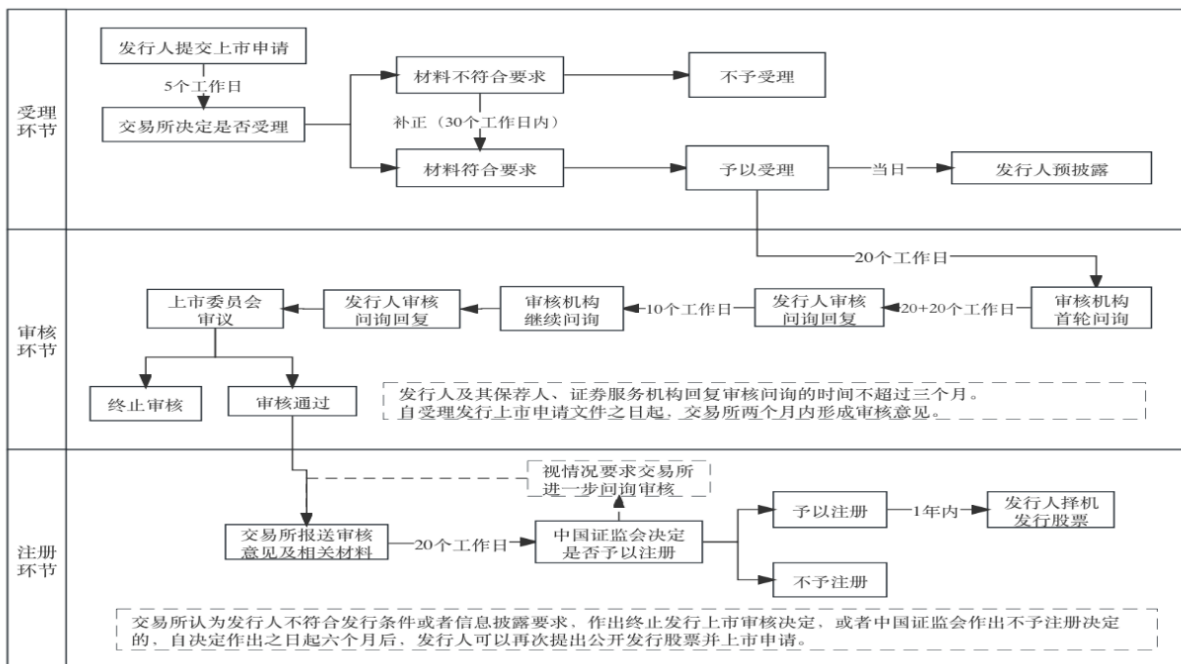 受理
环节
发行人提交上市申请
5个工作日
交易所决定是否受理
材料不符合要求
不予受理
补正（30个工作日内）
材料符合要求
予以受理
当日
发行人预披露
审核
环节
20个工作日
审核机构
首轮问询
20+20个工作日
发行人审核
问询回复
10个工作日
审核机构
继续问询
发行人审核
问询回复
上市委员会
审议
终止审核
审核通过
发行人及其保荐人、证券服务机构回复审核问询的时间不超过三个月。
自受理发行上市申请文件之日起，交易所两个月内形成审核意见。
注册
环节
视情况要求交易所
进一步问询审核
交易所报送审核
意见及相关材料
20个工作日
中国证监会决定
是否予以注册
予以注册
1年内
发行人择机
发行股票
不予注册
交易所认为发行人不符合发行条件或者信息披露要求，作出终止发行上市审核决定，或者中国证监会作出不予注册决定
的，自决定作出之日起六个月后，发行人可以再次提出公开发行股票并上市申请。